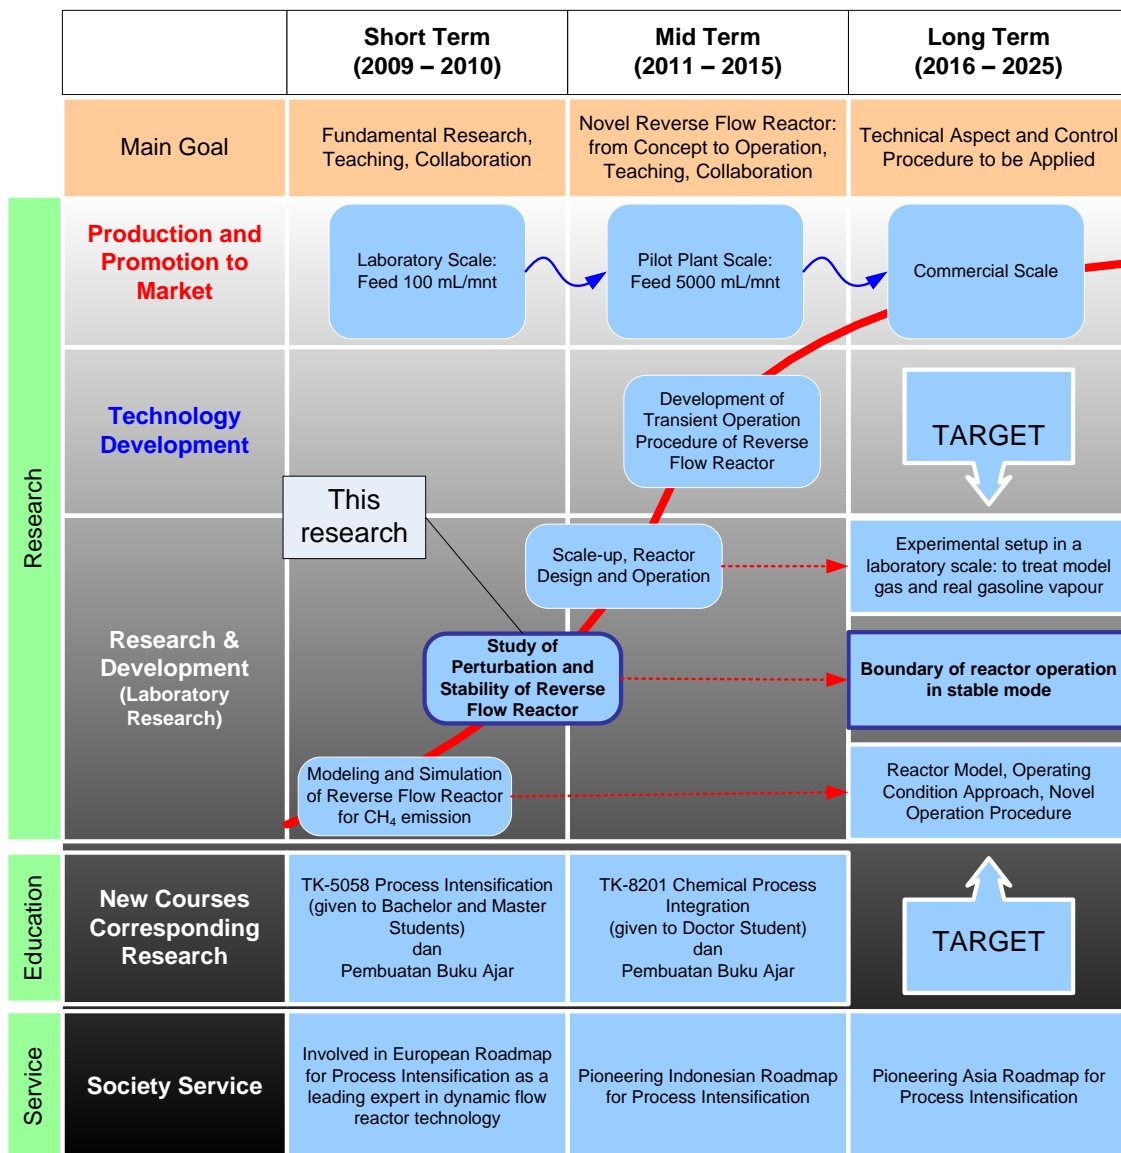 Short Term
(2009 – 2010)
Mid Term
(2011 – 2015)
Long Term
(2016 – 2025)
Main Goal
Fundamental Research,
Teaching, Collaboration
Novel Reverse Flow Reactor:
from Concept to Operation,
Teaching, Collaboration
Technical Aspect and Control
Procedure to be Applied
Research
Production and
Promotion to
Market
Laboratory Scale:
Feed 100 mL/mnt
Pilot Plant Scale:
Feed 5000 mL/mnt
Commercial Scale
Technology
Development
Development of
Transient Operation
Procedure of Reverse
Flow Reactor
TARGET
This
research
Research &
Development
(Laboratory
Research)
Scale-up, Reactor
Design and Operation
Experimental setup in a
laboratory scale: to treat model
gas and real gasoline vapour
Study of
Perturbation and
Stability of Reverse
Flow Reactor
Boundary of reactor operation
in stable mode
Modeling and Simulation
of Reverse Flow Reactor
for CH₄ emission
Reactor Model, Operating
Condition Approach, Novel
Operation Procedure
Education
New Courses
Corresponding
Research
TK-5058 Process Intensification
(given to Bachelor and Master
Students)
dan
Pembuatan Buku Ajar
TK-8201 Chemical Process
Integration
(given to Doctor Student)
dan
Pembuatan Buku Ajar
TARGET
Service
Society Service
Involved in European Roadmap
for Process Intensification as a
leading expert in dynamic flow
reactor technology
Pioneering Indonesian Roadmap
for Process Intensification
Pioneering Asia Roadmap for
Process Intensification